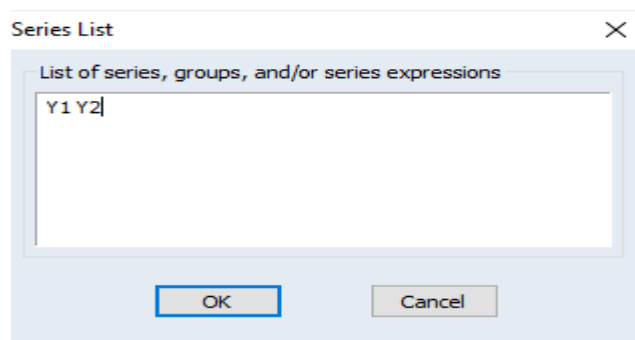 Series List
List of series, groups, and/or series expressions
Y1 Y2
OK
Cancel